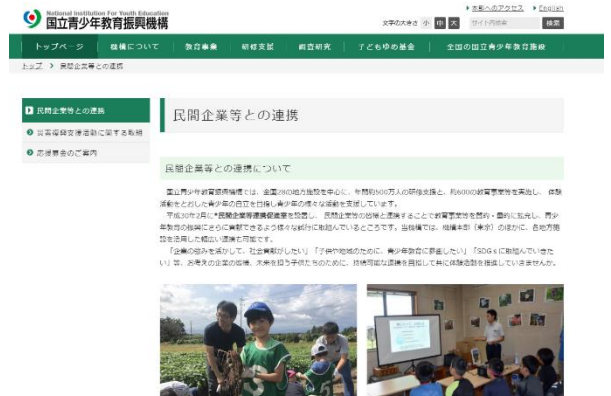 本部へのアクセス English
National Institution For Youth Education
国立青少年教育振興機構
文字の大きさ 小 中 大 サイト内検索 検索
トップページ 機構について 教育事業 研修支援 調査研究 子どもゆめ基金 全国の国立青少年教育施設
トップ > 民間企業等との連携
民間企業等との連携
災害復興支援活動に関する取組
応援募金のご案内
民間企業等との連携
民間企業等との連携について
国立青少年教育振興機構では、全国28の地方施設を中心に、年間約500万人の研修支援と、約600の教育事業等を実施し、体験
活動をとおした青少年の自立を目指し青少年の様々な活動を支援しています。
平成30年2月に*民間企業等連携促進室を設置し、民間企業等の皆様と連携することで教育事業等を質的・量的に拡充し、青少
年教育の振興にさらに貢献できるよう様々な試行に取組んでいるところです。当機構では、機構本部（東京）のほかに、各地方施
設を活用した幅広い連携も可能です。
「企業の強みを活かして、社会貢献がしたい」「子供や地域のために、青少年教育に参画したい」「SDGsに取組んでいきた
い」等、お考えの企業の皆様、未来を担う子供たちのために、持続可能な連携を目指して共に体験活動を推進していきませんか。
3